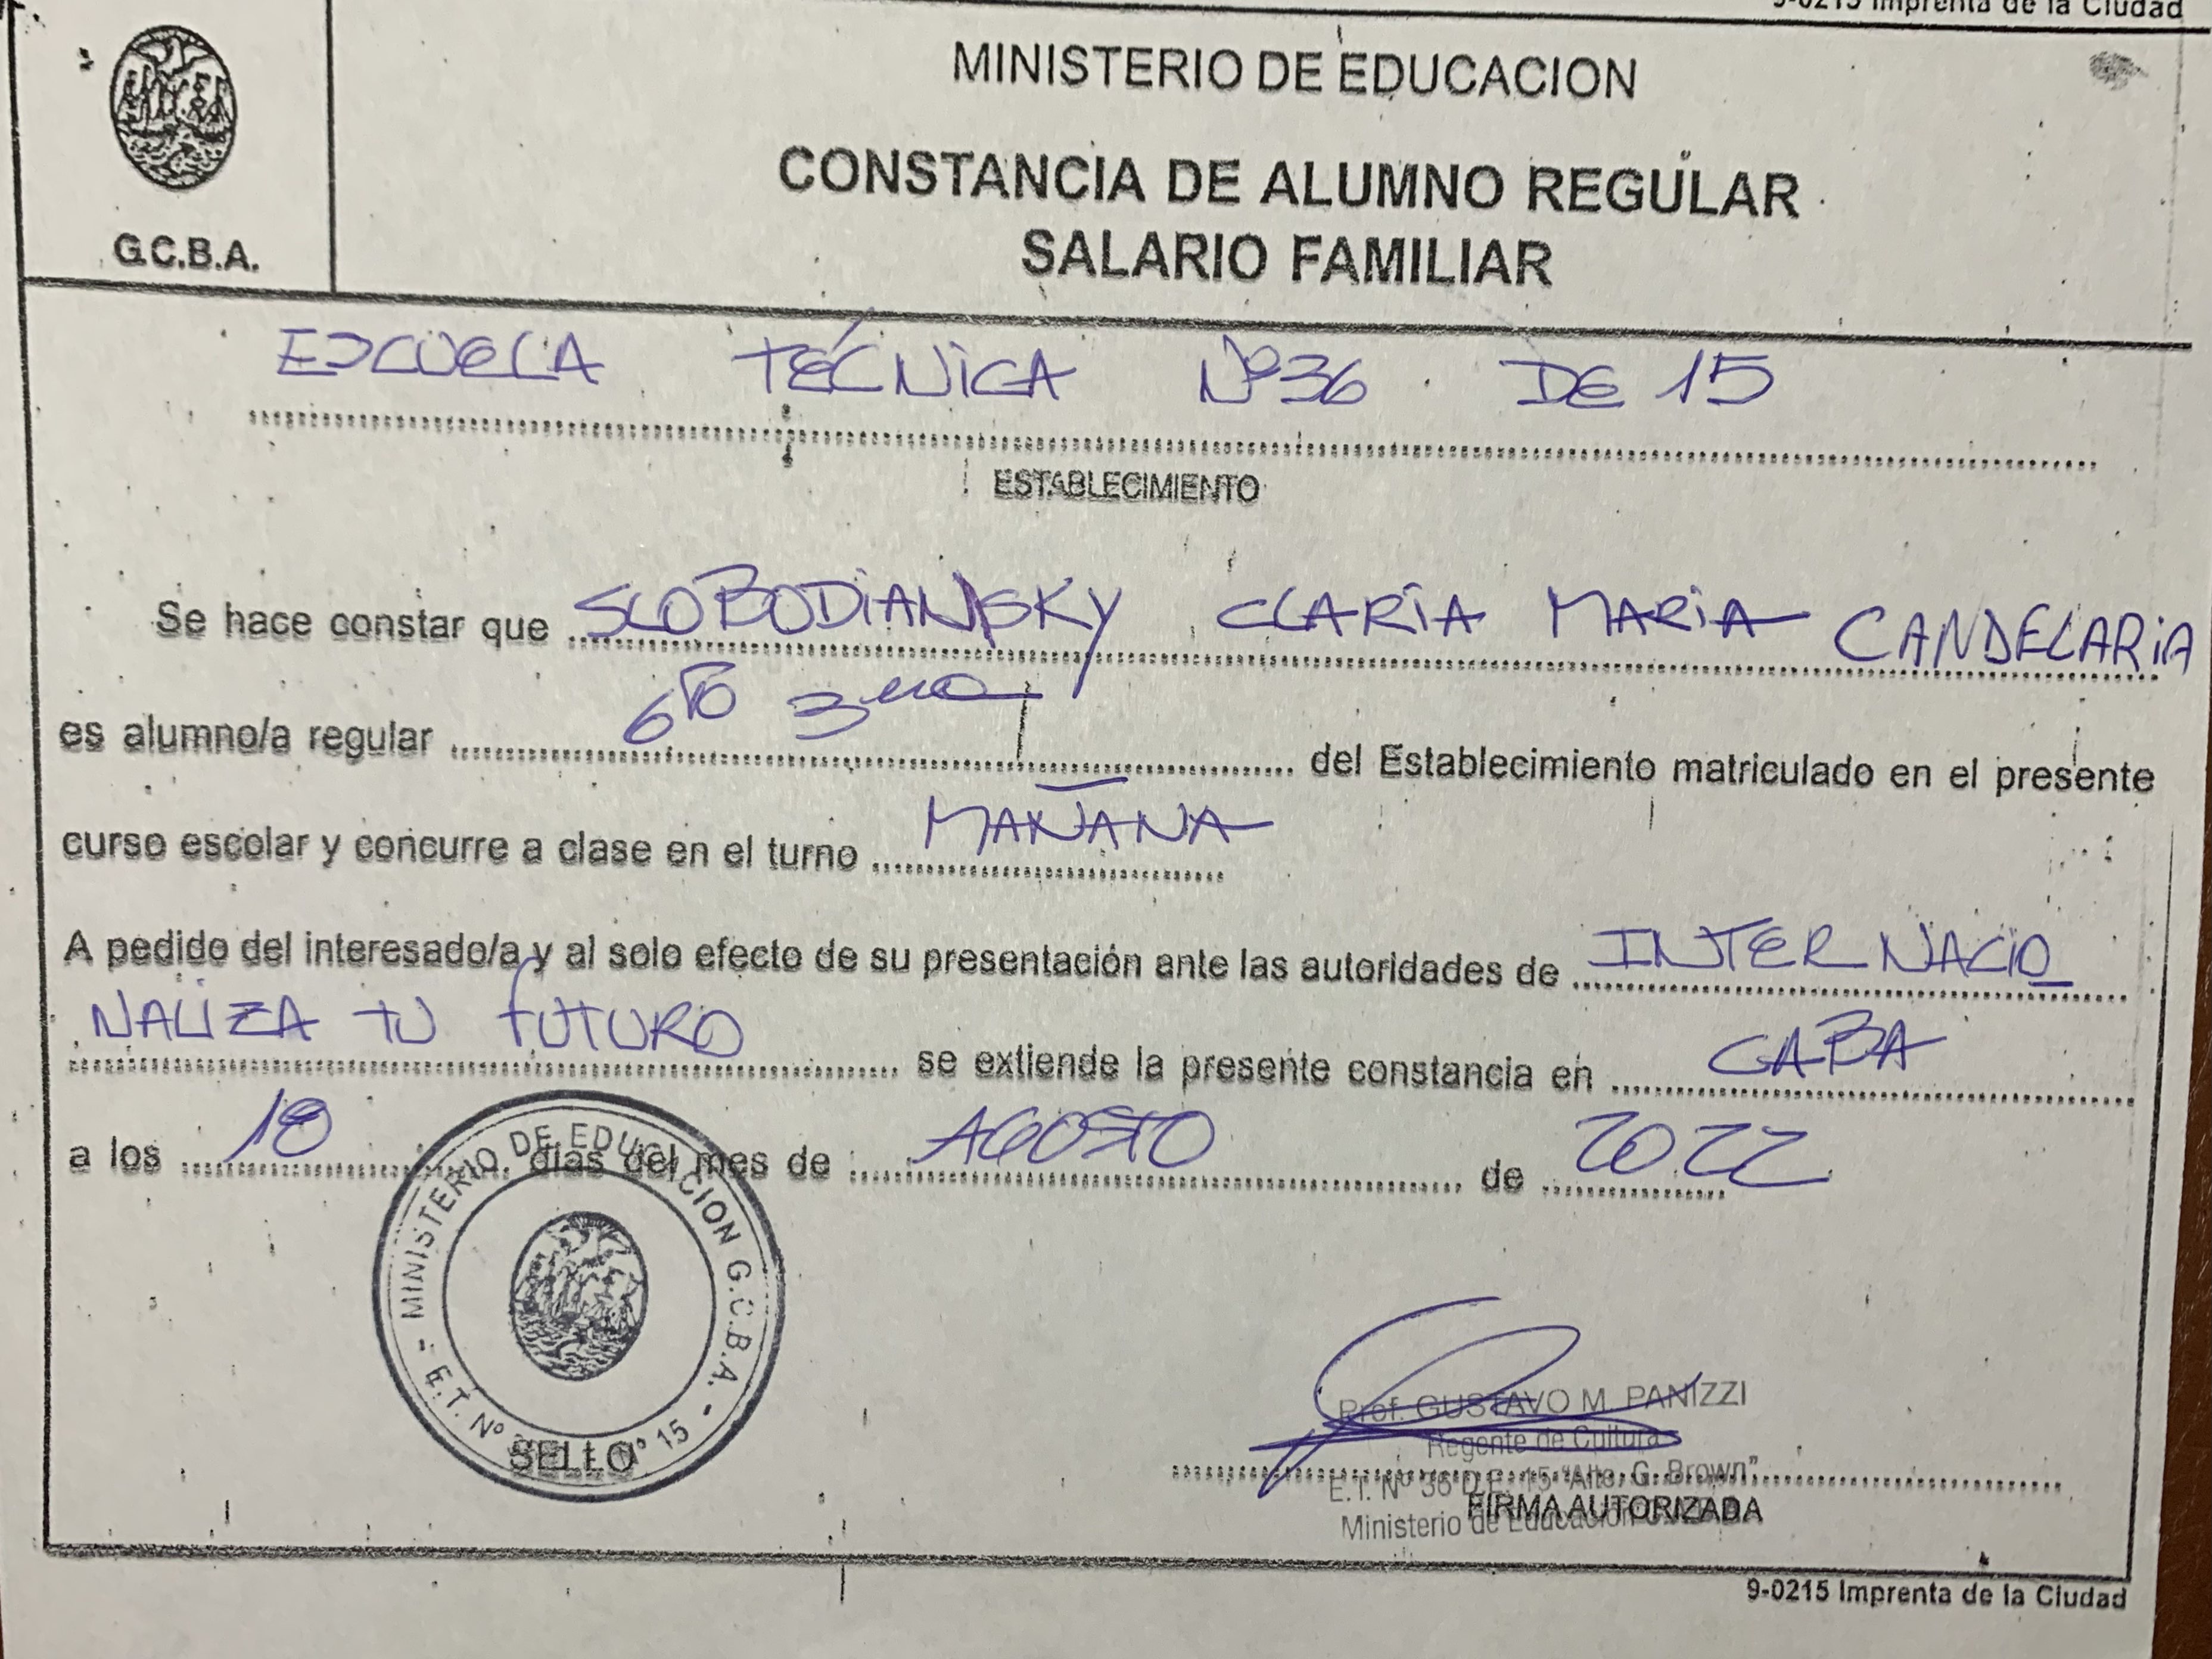 9-0215 Imprenta de la Ciudad
MINISTERIO DE EDUCACION
CONSTANCIA DE ALUMNO REGULAR
SALARIO FAMILIAR
G.C.B.A.
ESCUELA TÉCNICA Nº36 DE 15
ESTABLECIMIENTO
Se hace constar que SLOBODIANSKY CLARÍA MARIA CANDELARIA
es alumno/a regular 6to 3era del Establecimiento matriculado en el presente
curso escolar y concurre a clase en el turno MAÑANA
A pedido del interesado/a y al solo efecto de su presentación ante las autoridades de INTERNACIO
NALIZA TU FUTURO se extiende la presente constancia en CABA
a los días del mes de AGOSTO de 2022
MINISTERIO DE EDUCACION G.C.B.A.
- E.T. Nº Nº 15 -
SELLO
Prof. GUSTAVO M. PANIZZI
Regente de Cultura
E.T. Nº 36 D.E. 15 "Alte. G. Brown"
FIRMA AUTORIZADA
Ministerio de Educación
9-0215 Imprenta de la Ciudad